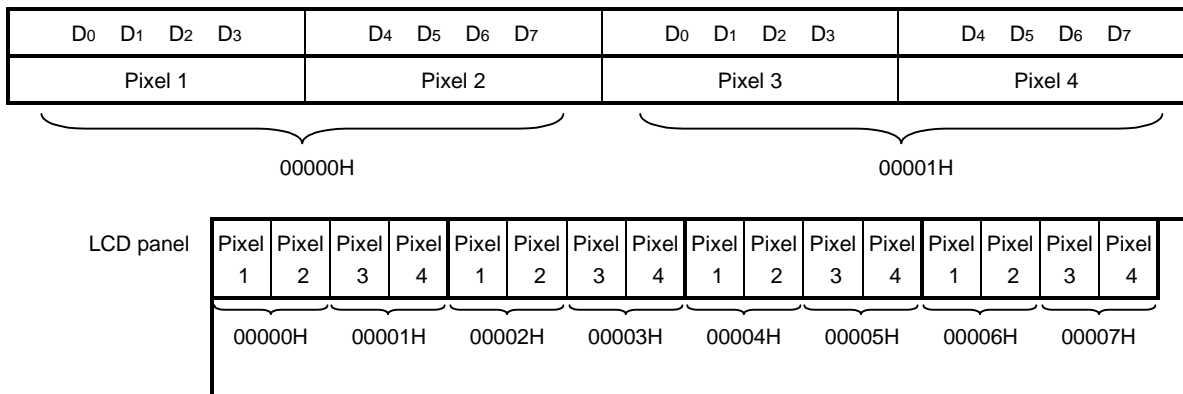 D0 D1 D2 D3 D4 D5 D6 D7 D0 D1 D2 D3 D4 D5 D6 D7
Pixel 1 Pixel 2 Pixel 3 Pixel 4
00000H 00001H
LCD panel Pixel Pixel Pixel Pixel Pixel Pixel Pixel Pixel Pixel Pixel Pixel Pixel Pixel Pixel Pixel Pixel
1 2 3 4 1 2 3 4 1 2 3 4 1 2 3 4
00000H 00001H 00002H 00003H 00004H 00005H 00006H 00007H